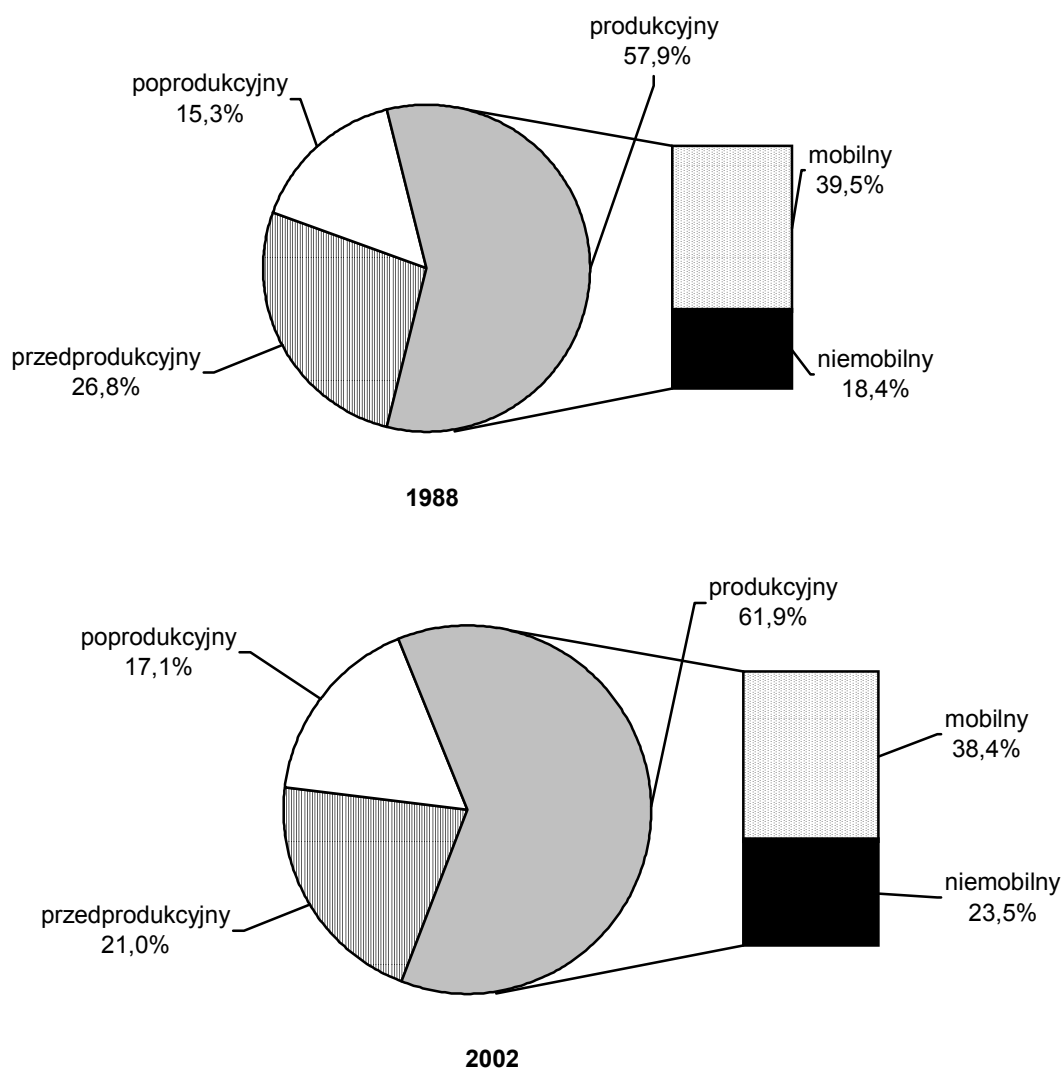 produkcyjny
57,9%
poprodukcyjny
15,3%
mobilny
39,5%
przedprodukcyjny
26,8%
niemobilny
18,4%
1988
produkcyjny
61,9%
poprodukcyjny
17,1%
mobilny
38,4%
przedprodukcyjny
21,0%
niemobilny
23,5%
2002